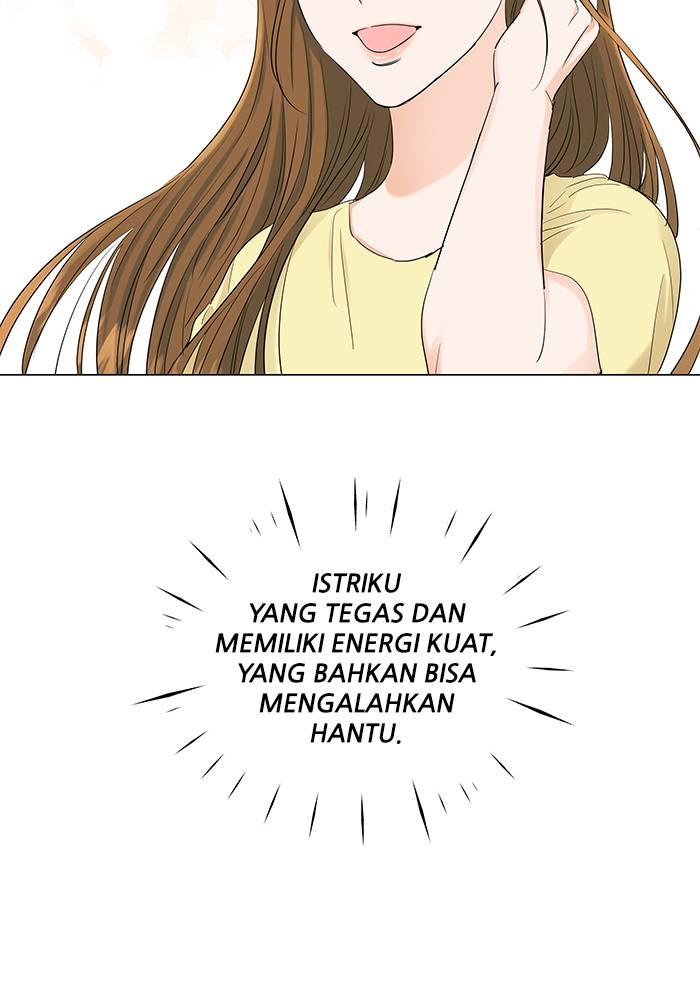 ISTRIKU
YANG TEGAS DAN
MEMILIKI ENERGI KUAT,
YANG BAHKAN BISA
MENGALAHKAN
HANTU.